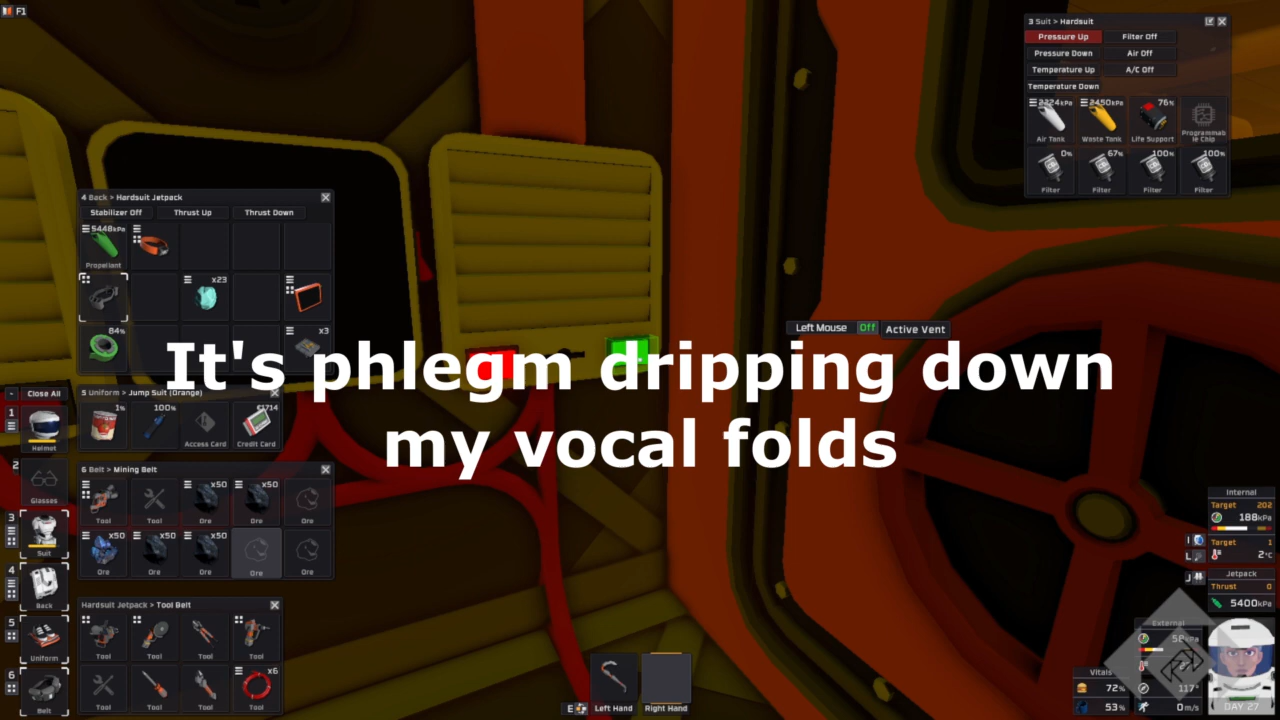 F1
3 Suit > Hardsuit
Pressure Up
Filter Off
Pressure Down
Air Off
Temperature Up
A/C Off
Temperature Down
2450kPa
76%
Air Tank
Waste Tank
Life Support
Programmable Chip
0%
67%
100%
100%
Filter
Filter
Filter
Filter
4 Back > Hardsuit Jetpack
Stabilizer Off
Thrust Up
Thrust Down
5448kPa
Propellant
x23
84%
x3
Left Mouse
Off
Active Vent
It's phlegm dripping down
my vocal folds
- Close All
5 Uniform > Jump Suit (Orange)
1%
100%
€1714
Access Card
Credit Card
1
Helmet
2
Glasses
3
Suit
4
Back
5
Uniform
6
Belt
6 Belt > Mining Belt
x50
x50
Tool
Tool
Ore
Ore
Ore
x50
x50
x50
Ore
Ore
Ore
Ore
Ore
Hardsuit Jetpack > Tool Belt
Tool
Tool
Tool
Tool
x6
Tool
Tool
Tool
Tool
E
Left Hand
Right Hand
Internal
Target 202
188kPa
Target 1
2°C
I
L
J
Jetpack
Thrust 0
5400kPa
External
Vitals
72%
117°
53%
0m/s
DAY 27